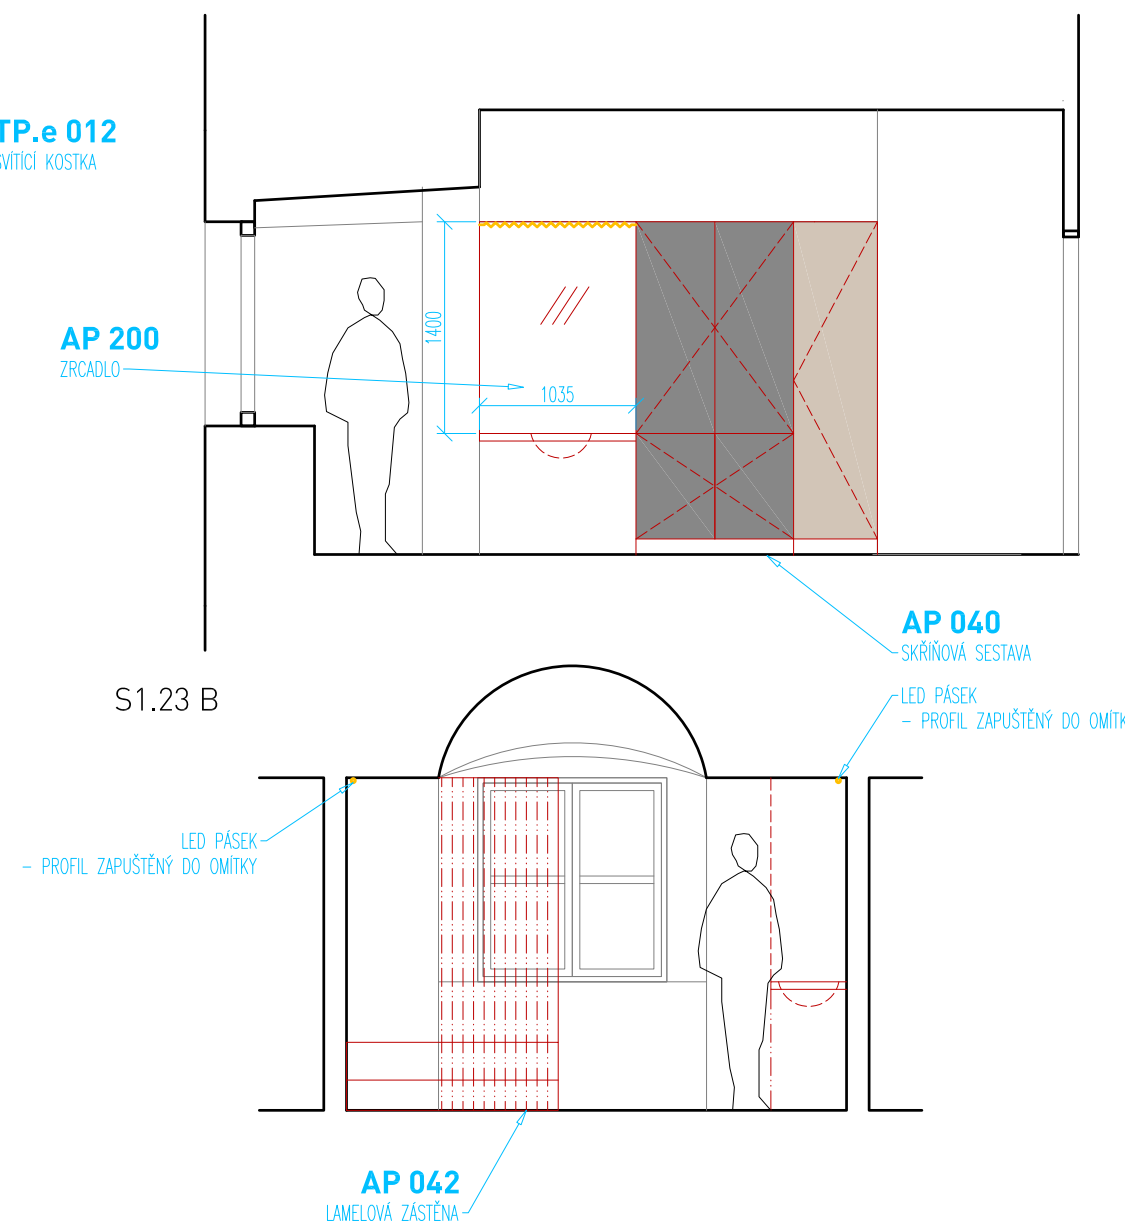 TP.e 012
SVÍTÍCÍ KOSTKA
AP 200
ZRCADLO
1400
1035
AP 040
SKŘÍŇOVÁ SESTAVA
S1.23 B
LED PÁSEK
– PROFIL ZAPUŠTĚNÝ DO OMÍTK
LED PÁSEK
– PROFIL ZAPUŠTĚNÝ DO OMÍTKY
AP 042
LAMELOVÁ ZÁSTĚNA